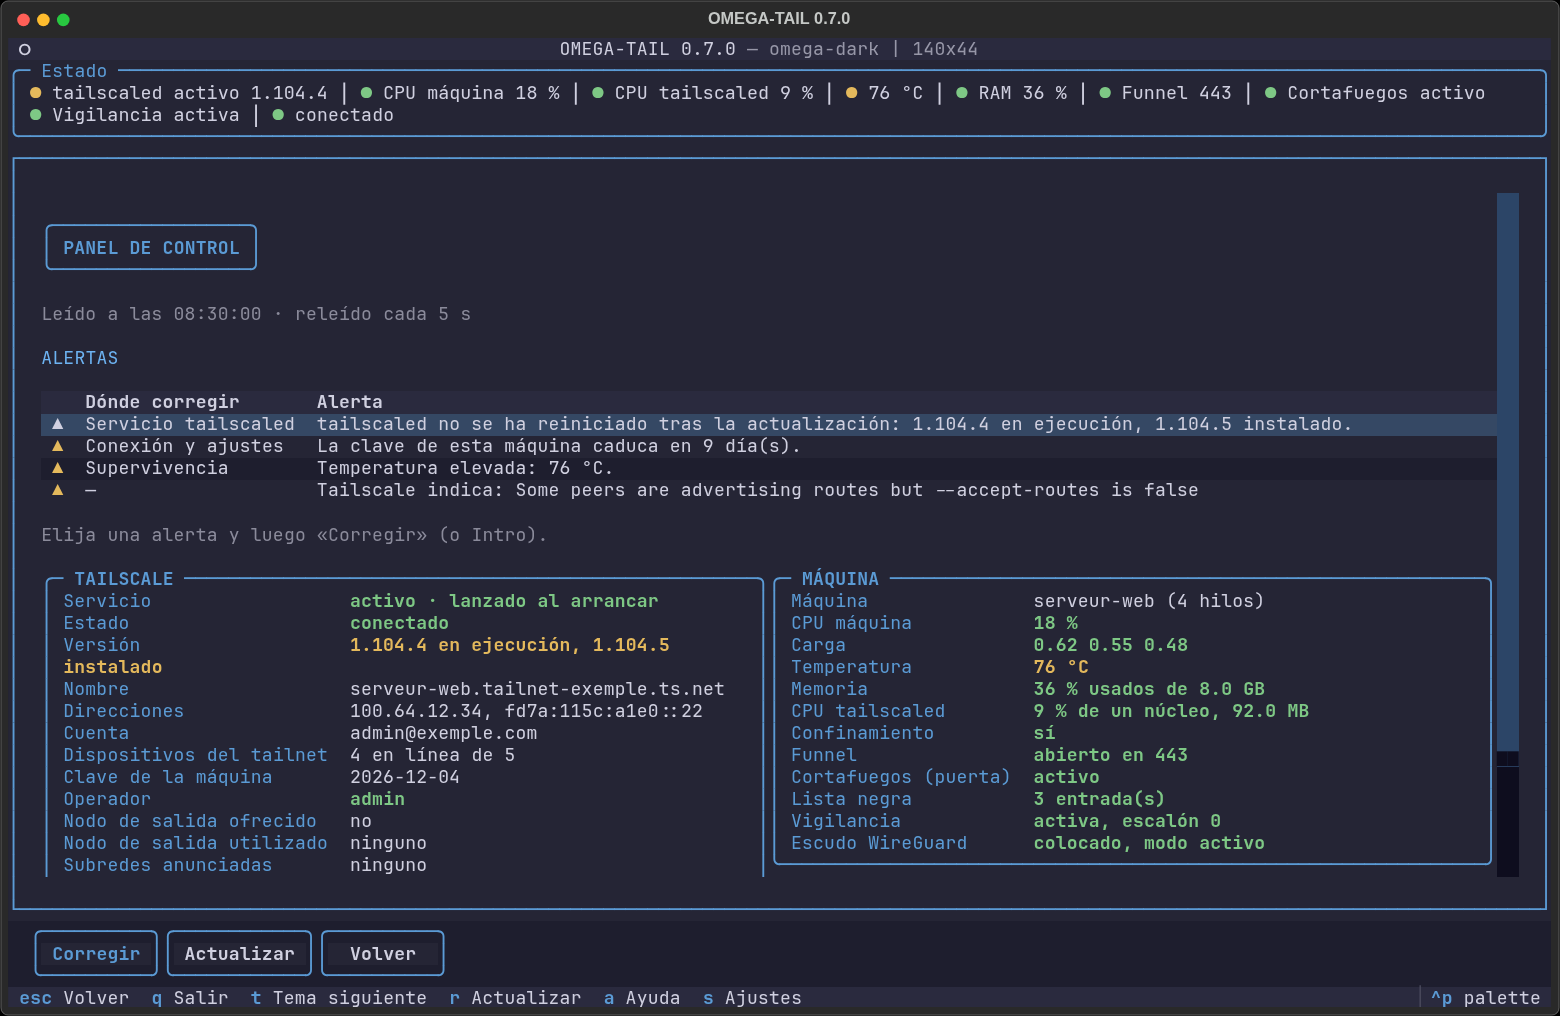 OMEGA-TAIL 0.7.0
OMEGA-TAIL 0.7.0 — omega-dark | 140x44
Estado
● tailscaled activo 1.104.4 │ ● CPU máquina 18 % │ ● CPU tailscaled 9 % │ ● 76 °C │ ● RAM 36 % │ ● Funnel 443 │ ● Cortafuegos activo
● Vigilancia activa │ ● conectado
PANEL DE CONTROL
Leído a las 08:30:00 · releído cada 5 s
ALERTAS
Dónde corregir Alerta
▲ Servicio tailscaled tailscaled no se ha reiniciado tras la actualización: 1.104.4 en ejecución, 1.104.5 instalado.
▲ Conexión y ajustes La clave de esta máquina caduca en 9 día(s).
▲ Supervivencia Temperatura elevada: 76 °C.
▲ — Tailscale indica: Some peers are advertising routes but --accept-routes is false
Elija una alerta y luego «Corregir» (o Intro).
TAILSCALE
Servicio activo · lanzado al arrancar
Estado conectado
Versión 1.104.4 en ejecución, 1.104.5
instalado
Nombre serveur-web.tailnet-exemple.ts.net
Direcciones 100.64.12.34, fd7a:115c:a1e0::22
Cuenta admin@exemple.com
Dispositivos del tailnet 4 en línea de 5
Clave de la máquina 2026-12-04
Operador admin
Nodo de salida ofrecido no
Nodo de salida utilizado ninguno
Subredes anunciadas ninguno
MÁQUINA
Máquina serveur-web (4 hilos)
CPU máquina 18 %
Carga 0.62 0.55 0.48
Temperatura 76 °C
Memoria 36 % usados de 8.0 GB
CPU tailscaled 9 % de un núcleo, 92.0 MB
Confinamiento sí
Funnel abierto en 443
Cortafuegos (puerta) activo
Lista negra 3 entrada(s)
Vigilancia activa, escalón 0
Escudo WireGuard colocado, modo activo
Corregir Actualizar Volver
esc Volver q Salir t Tema siguiente r Actualizar a Ayuda s Ajustes ^p palette